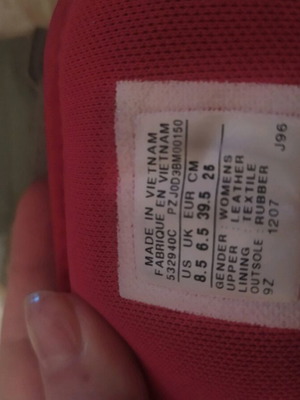 MADE IN VIETNAM
FABRIQUE EN VIETNAM
532940C PZJ0D3BM00150
US UK EUR CM
8.5 6.5 39.5 26
GENDER WOMENS
UPPER LEATHER
LINING TEXTILE
OUTSOLE RUBBER
9Z 1207 J96